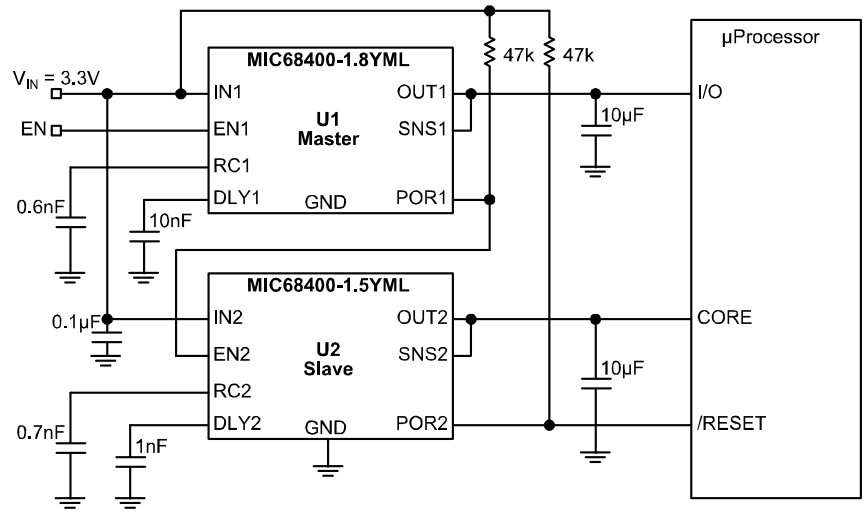 47k
47k
µProcessor
MIC68400-1.8YML
V_IN = 3.3V
IN1
OUT1
I/O
EN
EN1
U1
Master
SNS1
10µF
RC1
DLY1
GND
POR1
0.6nF
10nF
MIC68400-1.5YML
0.1µF
IN2
OUT2
CORE
EN2
U2
Slave
SNS2
10µF
RC2
DLY2
GND
POR2
/RESET
0.7nF
1nF